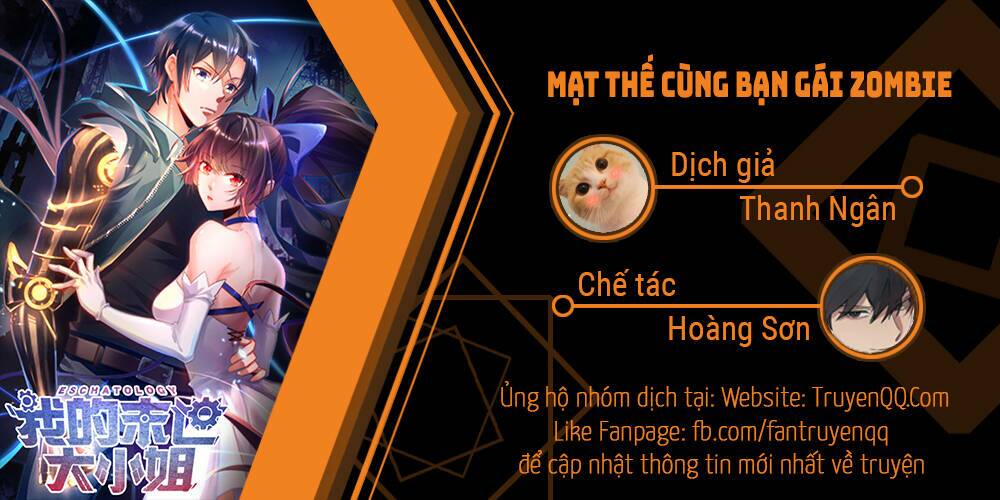 MẠT THẾ CÙNG BẠN GÁI ZOMBIE
Dịch giả
Thanh Ngân
Chế tác
Hoàng Sơn
Ủng hộ nhóm dịch tại: Website: TruyenQQ.Com
Like Fanpage: fb.com/fantruyenqq
để cập nhật thông tin mới nhất về truyện
ESCHATOLOGY
我的末世
大小姐